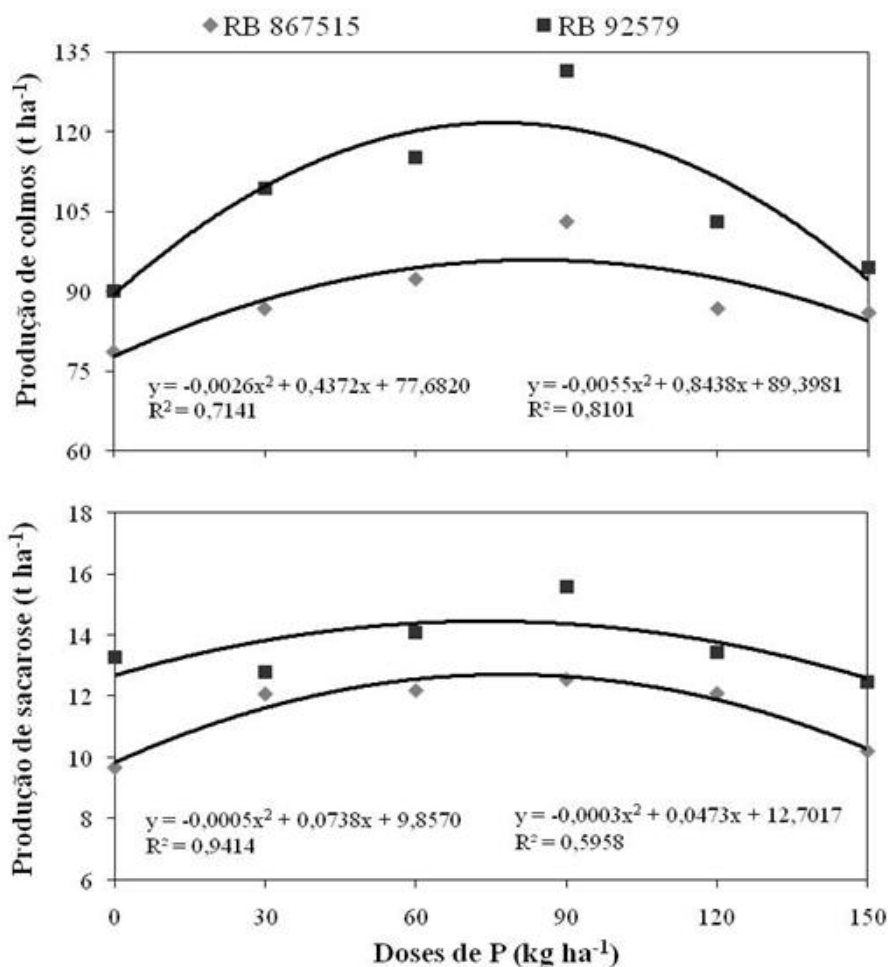 RB 867515 RB 92579
Produção de colmos (t ha⁻¹)
135
120
105
90
75
60
y = -0,0026x² + 0,4372x + 77,6820 y = -0,0055x² + 0,8438x + 89,3981
R² = 0,7141 R² = 0,8101
Produção de sacarose (t ha⁻¹)
18
16
14
12
10
8
6
y = -0,0005x² + 0,0738x + 9,8570 y = -0,0003x² + 0,0473x + 12,7017
R² = 0,9414 R² = 0,5958
0 30 60 90 120 150
Doses de P (kg ha⁻¹)